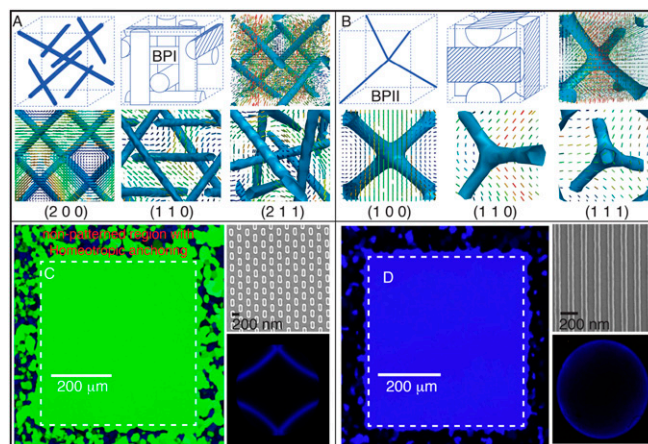 A
BPI
B
BPII
(2 0 0)
(1 1 0)
(2 1 1)
(1 0 0)
(1 1 0)
(1 1 1)
non-patterned region with
homeotropic anchoring
C
200 μm
200 nm
D
200 μm
200 nm